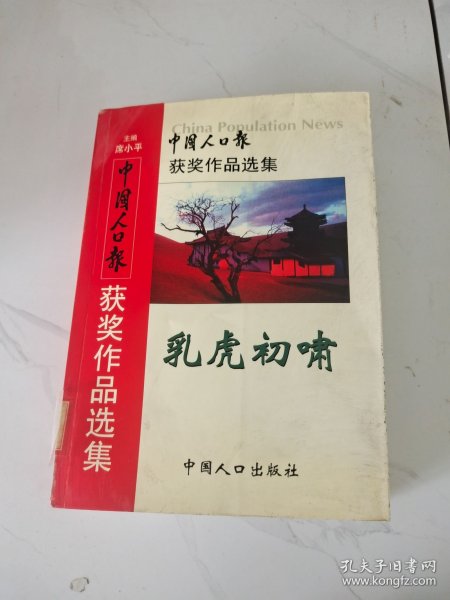 China Population News
中国人口报
获奖作品选集
乳虎初啸
中国人口出版社
主编
席小平
中国人口报
获奖作品选集
孔夫子旧书网
www.kongfz.com